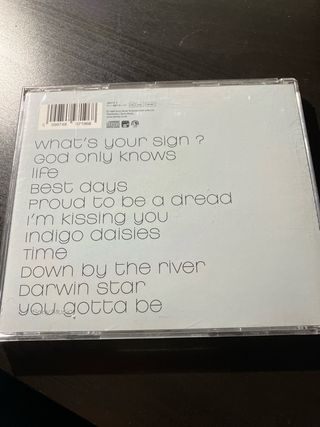 what's your sign ?
God only knows
life
Best days
Proud to be a dread
I'm kissing you
indigo daisies
Time
Down by the river
Darwin star
you gotta be